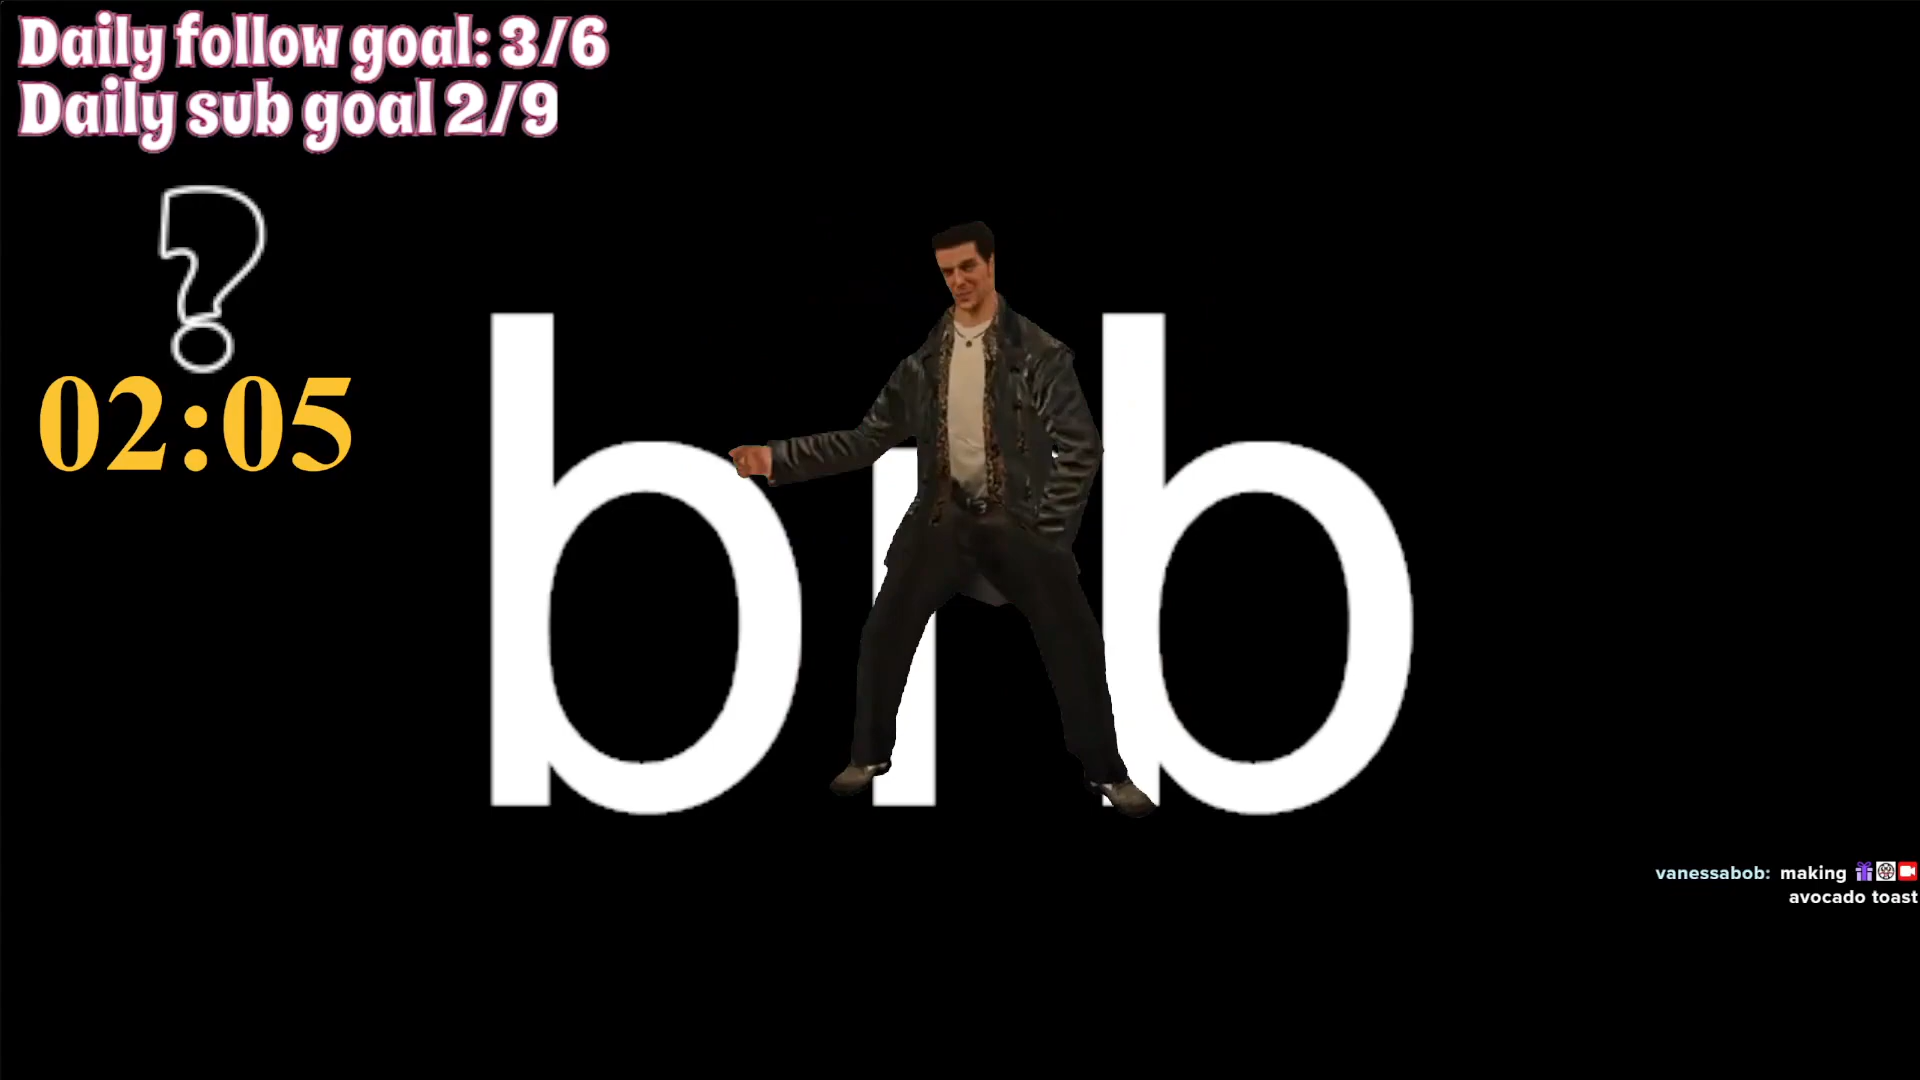 Daily follow goal: 3/6
Daily sub goal 2/9
?
02:05
brb
vanessabob: making
avocado toast